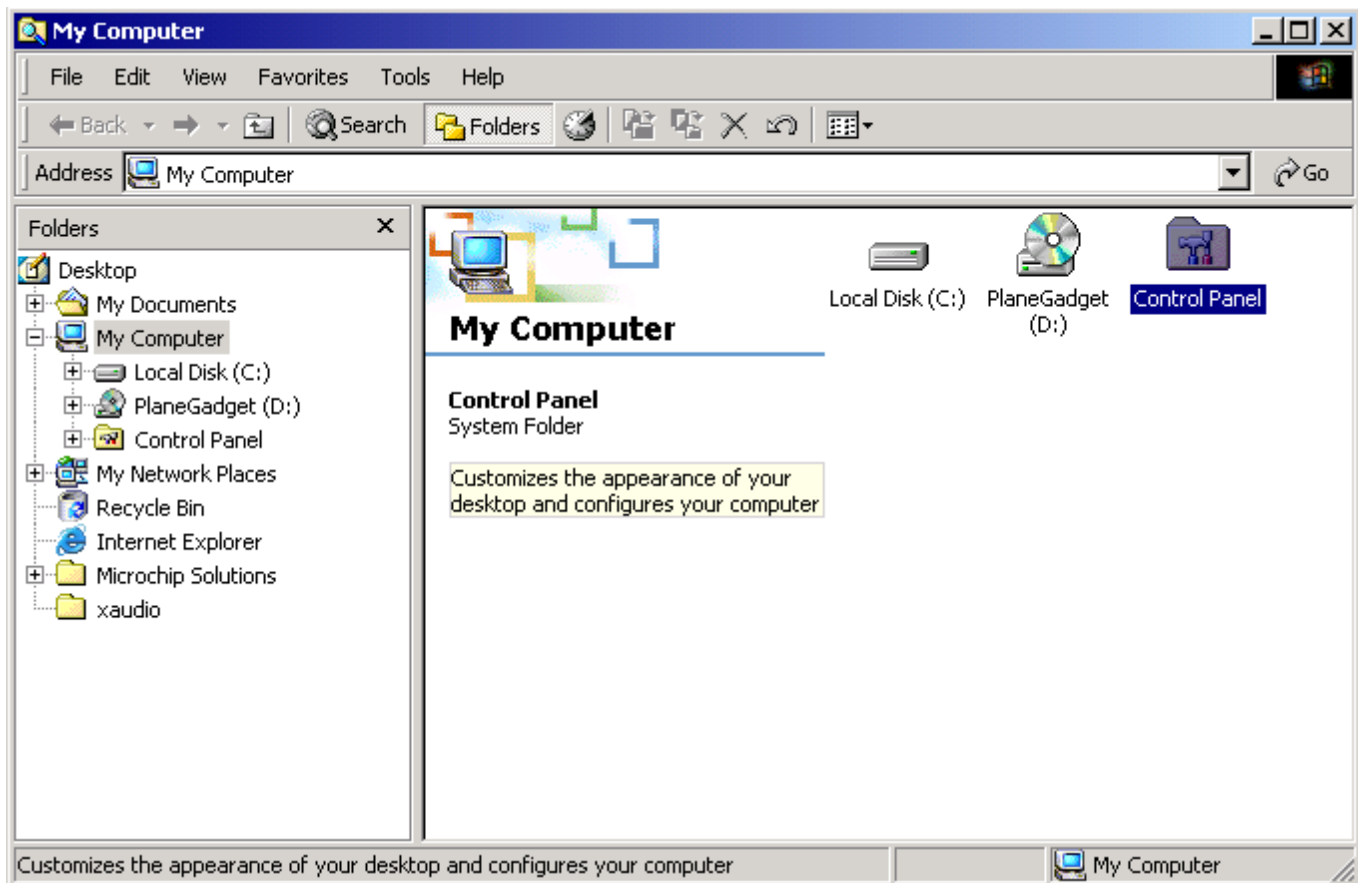 My Computer
File Edit View Favorites Tools Help
Back Search Folders
Address My Computer Go
Folders
Desktop
My Documents
My Computer
Local Disk (C:)
PlaneGadget (D:)
Control Panel
My Network Places
Recycle Bin
Internet Explorer
Microchip Solutions
xaudio
My Computer
Control Panel
System Folder
Customizes the appearance of your
desktop and configures your computer
Local Disk (C:) PlaneGadget Control Panel
(D:)
Customizes the appearance of your desktop and configures your computer My Computer